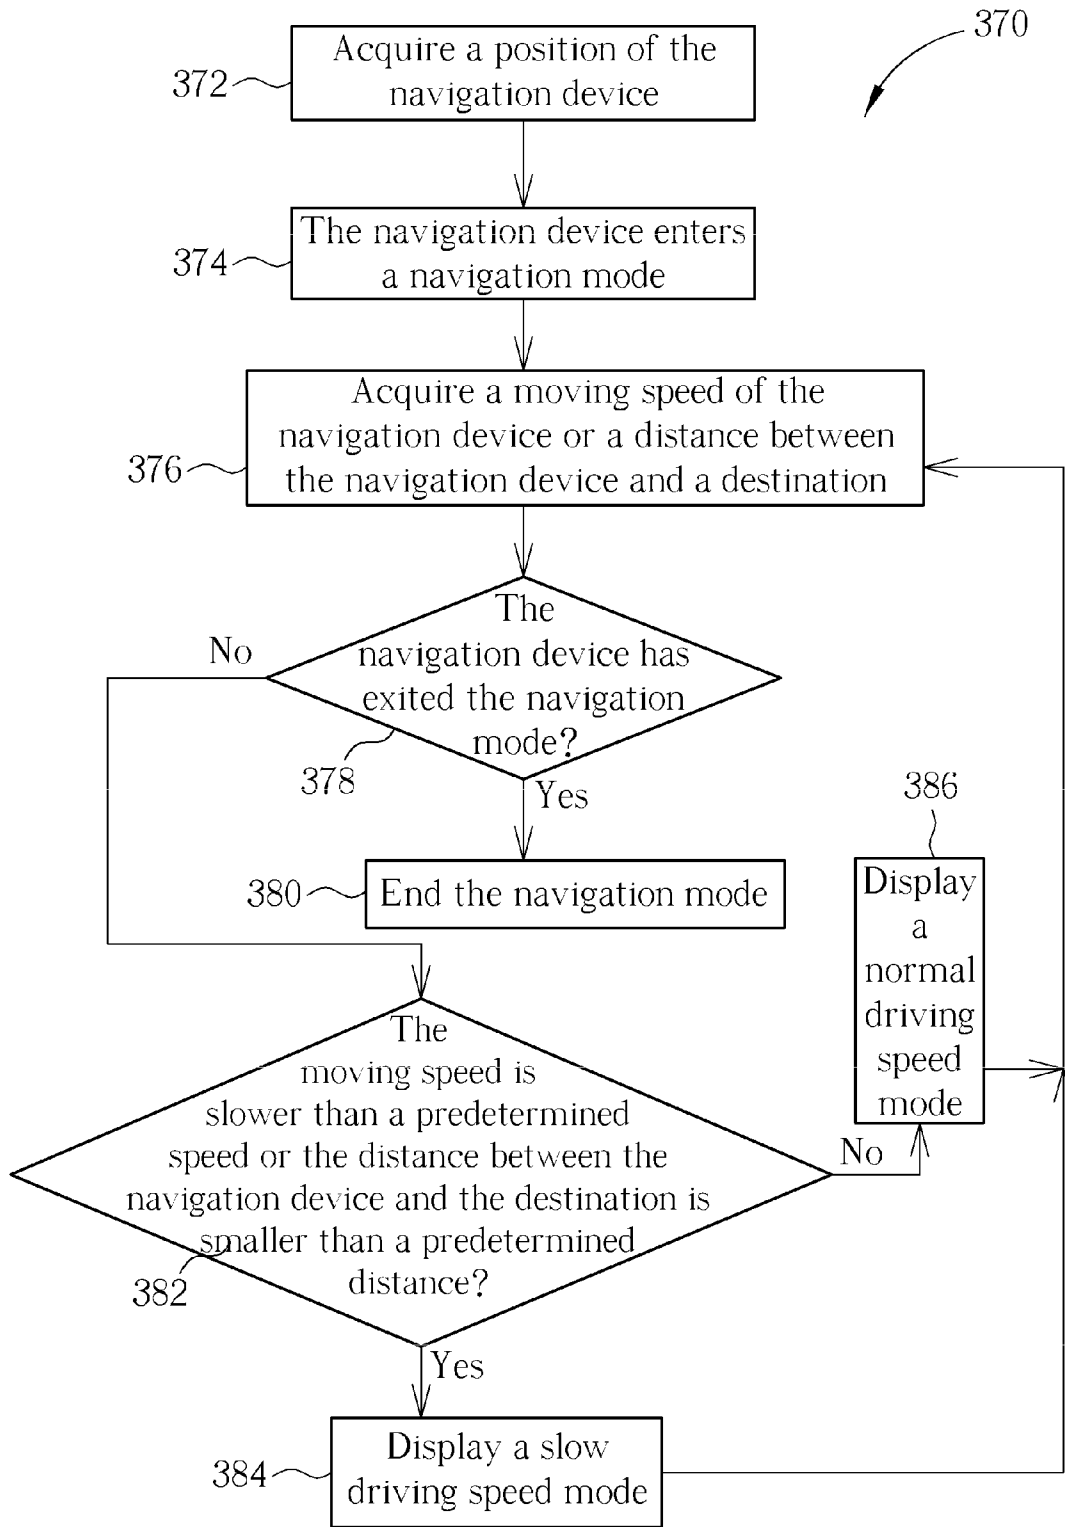 370
Acquire a position of the
navigation device
372
The navigation device enters
a navigation mode
374
Acquire a moving speed of the
navigation device or a distance between
the navigation device and a destination
376
The
navigation device has
exited the navigation
mode?
No
378
Yes
386
380
End the navigation mode
Display
a
normal
driving
speed
mode
The
moving speed is
slower than a predetermined
speed or the distance between the
navigation device and the destination is
smaller than a predetermined
distance?
No
382
Yes
Display a slow
driving speed mode
384